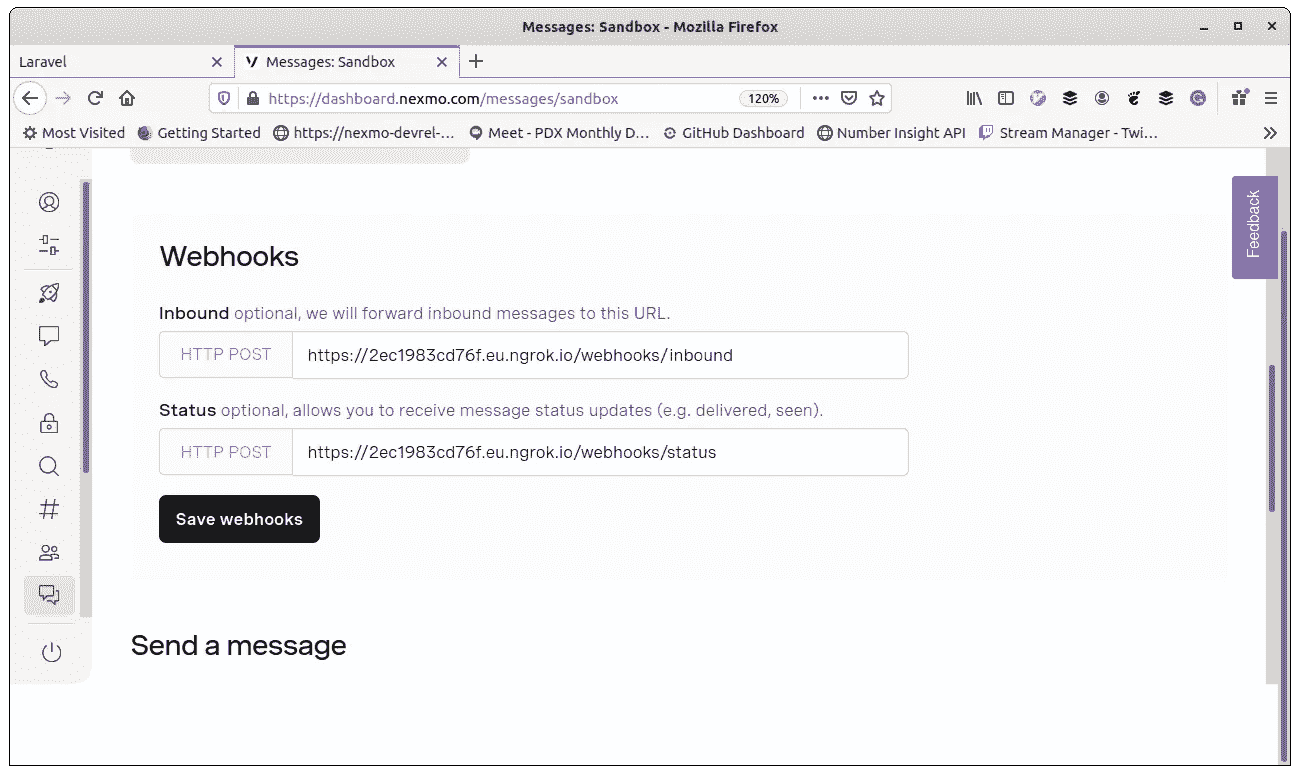 Messages: Sandbox - Mozilla Firefox
Laravel
Messages: Sandbox
https://dashboard.nexmo.com/messages/sandbox
120%
Most Visited Getting Started https://nexmo-devrel-... Meet - PDX Monthly D... GitHub Dashboard Number Insight API Stream Manager - Twi...
Feedback
Webhooks
Inbound optional, we will forward inbound messages to this URL.
HTTP POST https://2ec1983cd76f.eu.ngrok.io/webhooks/inbound
Status optional, allows you to receive message status updates (e.g. delivered, seen).
HTTP POST https://2ec1983cd76f.eu.ngrok.io/webhooks/status
Save webhooks
Send a message